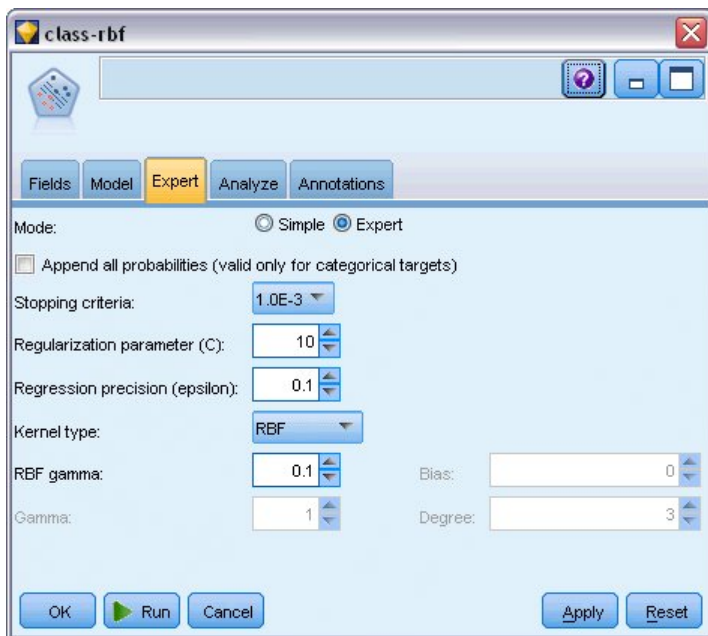 class-rbf
?
Fields Model Expert Analyze Annotations
Mode: Simple Expert
Append all probabilities (valid only for categorical targets)
Stopping criteria: 1.0E-3
Regularization parameter (C): 10
Regression precision (epsilon): 0.1
Kernel type: RBF
RBF gamma: 0.1 Bias: 0
Gamma: 1 Degree: 3
OK Run Cancel Apply Reset